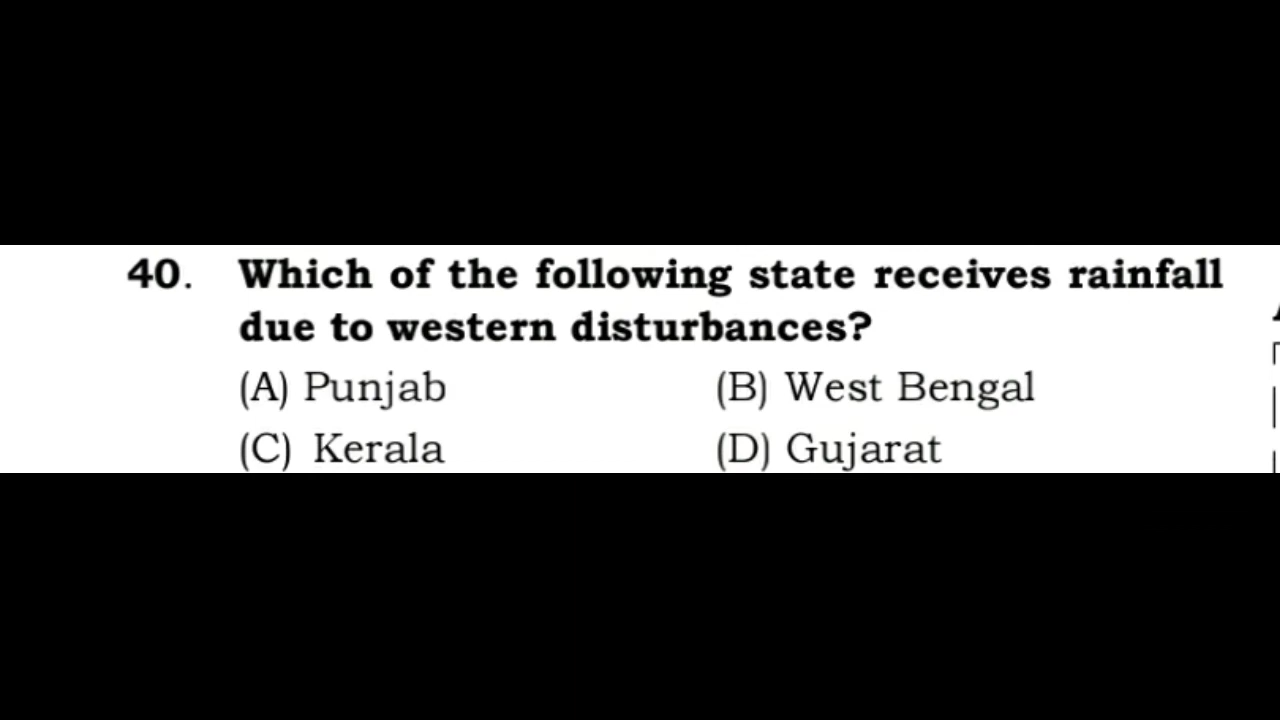 40. Which of the following state receives rainfall
due to western disturbances?
(A) Punjab (B) West Bengal
(C) Kerala (D) Gujarat